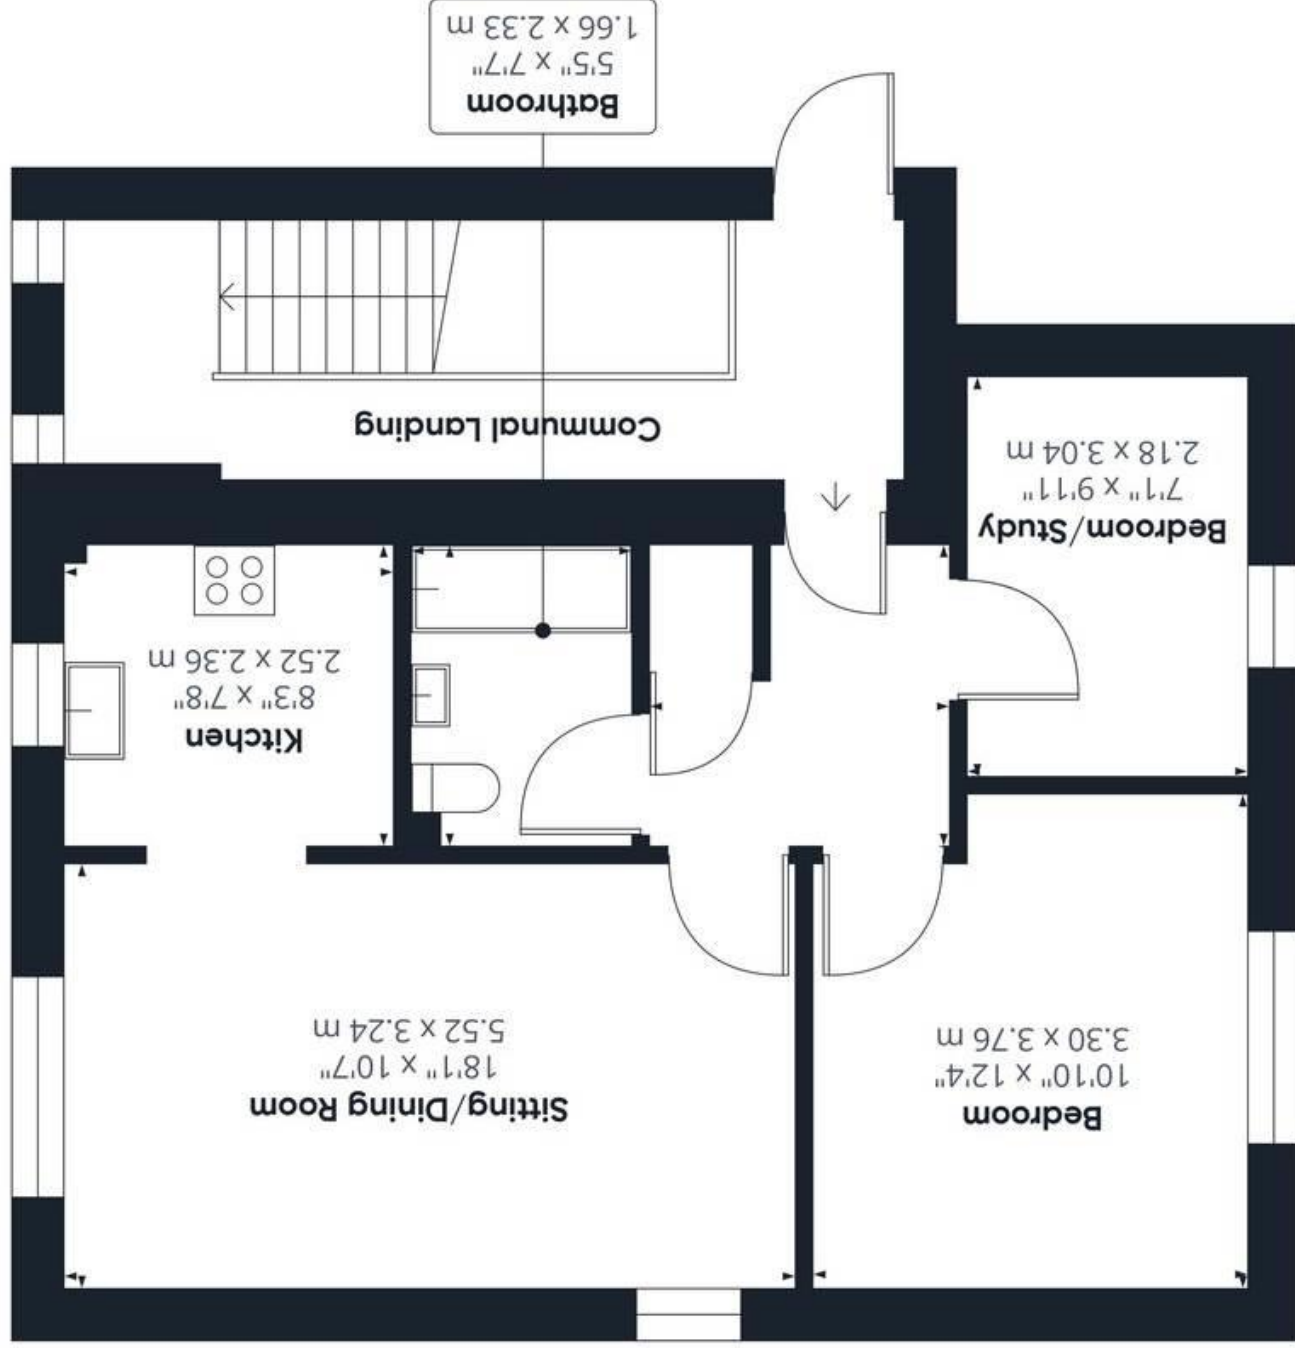 Bedroom
10'10" x 12'4"
3.30 x 3.76 m
Sitting/Dining Room
18'1" x 10'7"
5.52 x 3.24 m
Kitchen
8'3" x 7'8"
2.52 x 2.36 m
Bedroom/Study
7'1" x 9'11"
2.18 x 3.04 m
Communal Landing
Bathroom
5'5" x 7'7"
1.66 x 2.33 m